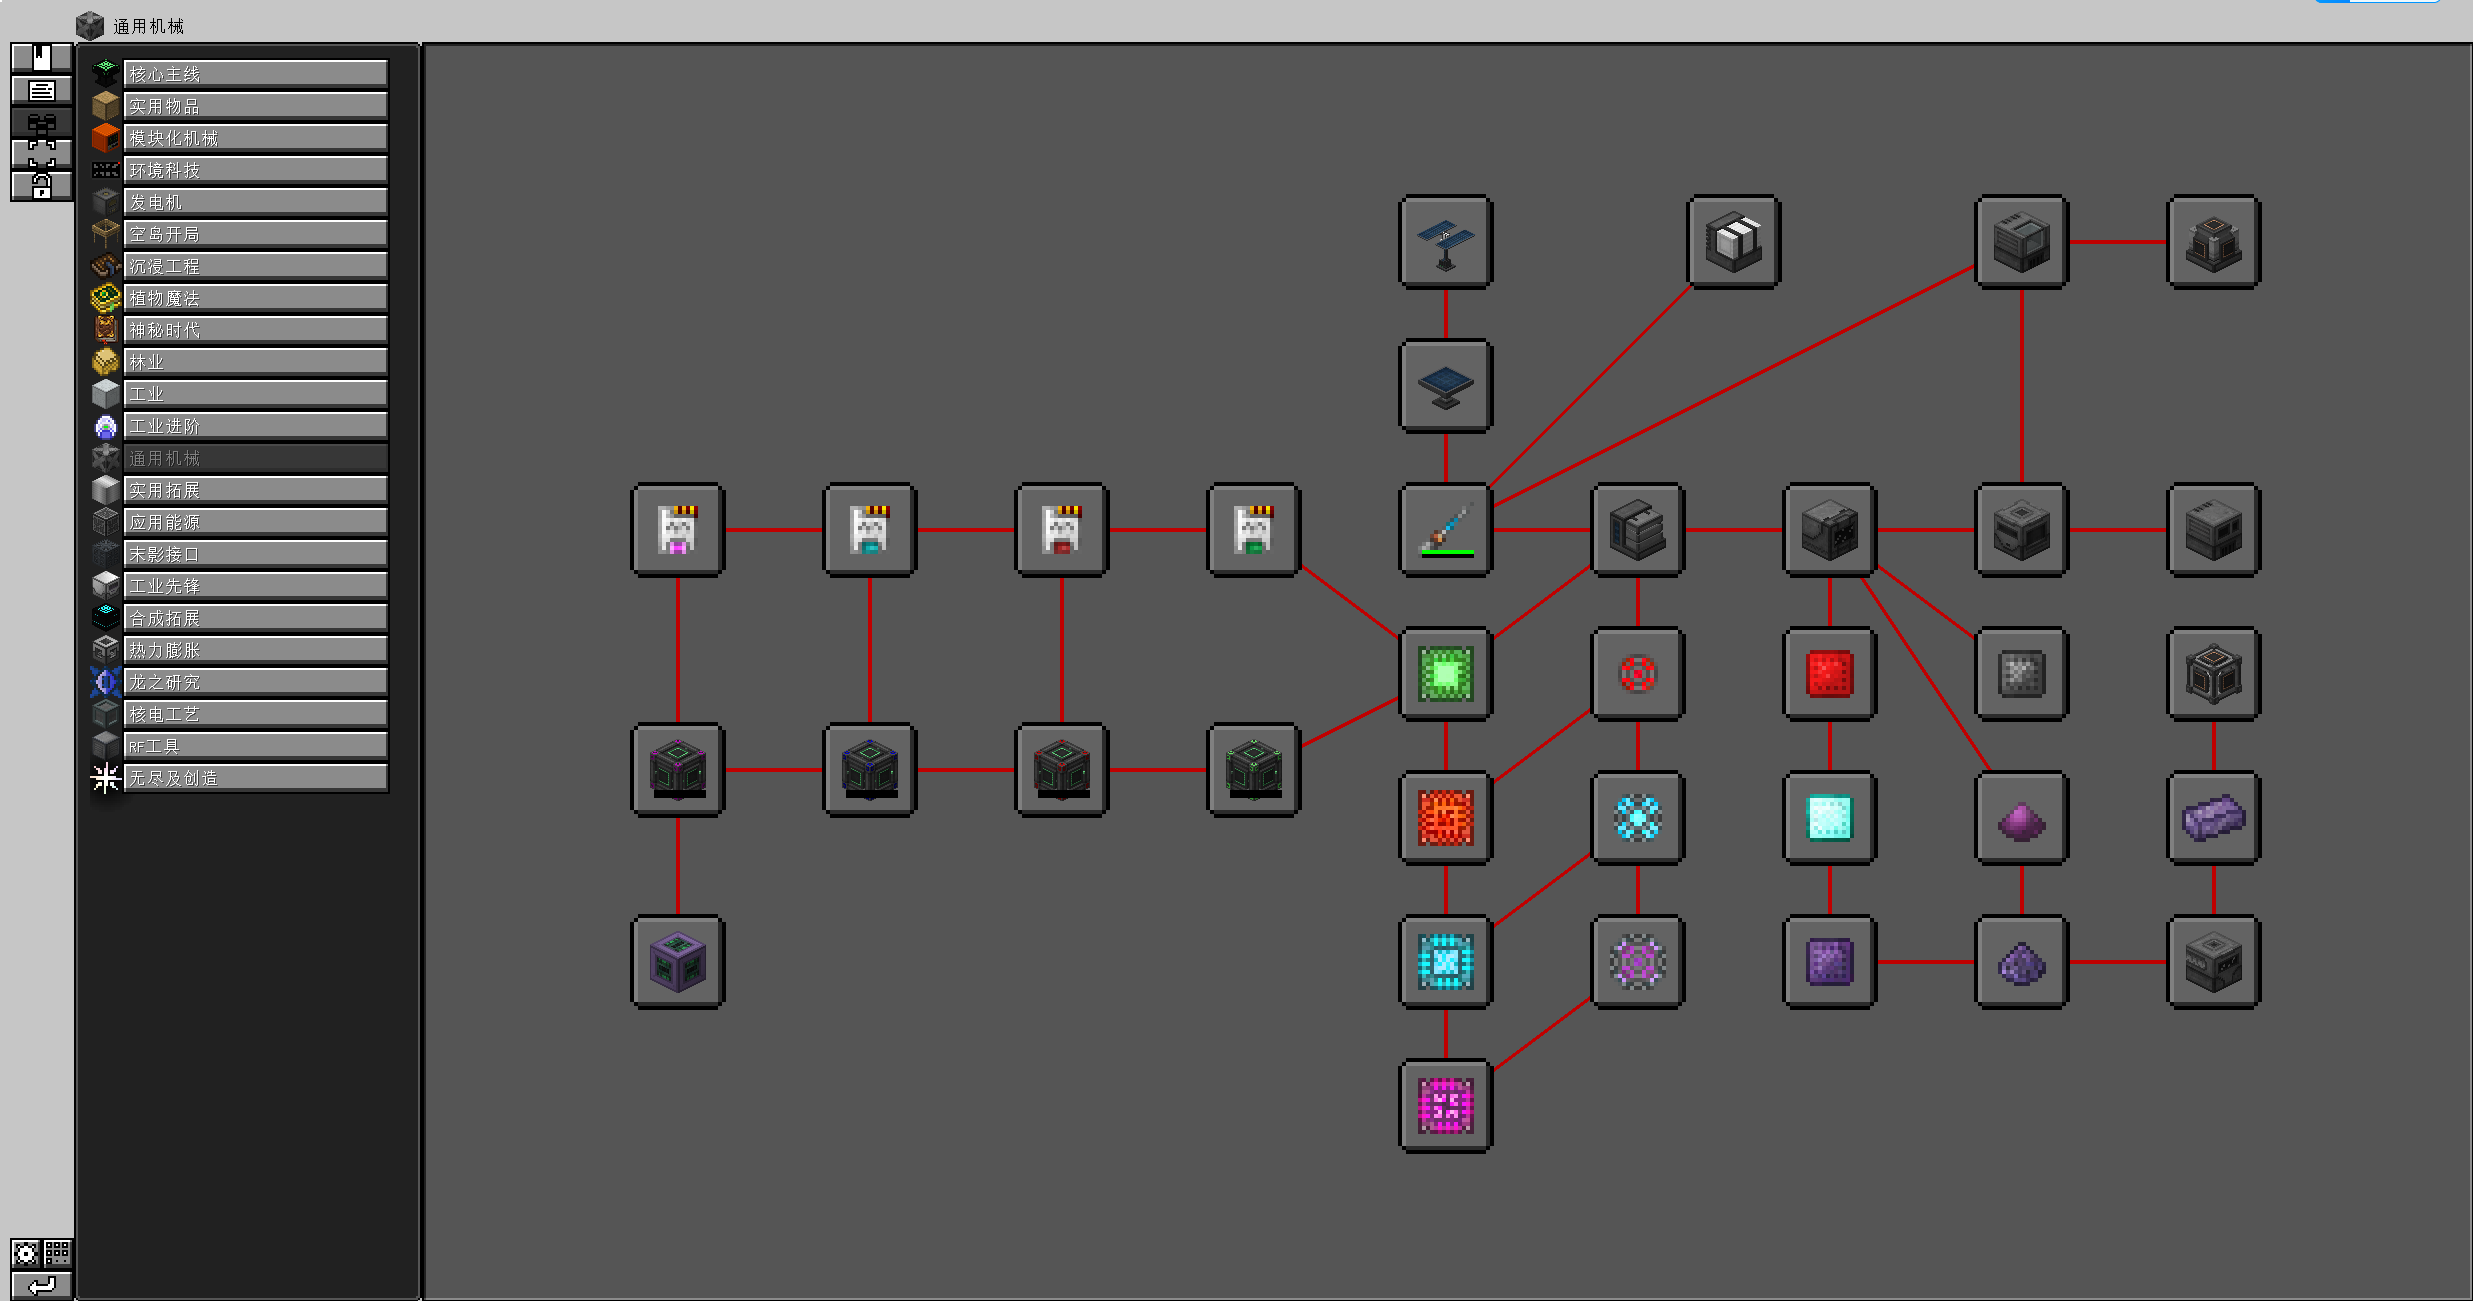 通用机械
核心主线
实用物品
模块化机械
环境科技
发电机
空岛开局
沉浸工程
植物魔法
神秘时代
林业
工业
工业进阶
通用机械
实用拓展
应用能源
末影接口
工业先锋
合成拓展
热力膨胀
龙之研究
核电工艺
RF工具
无尽及创造